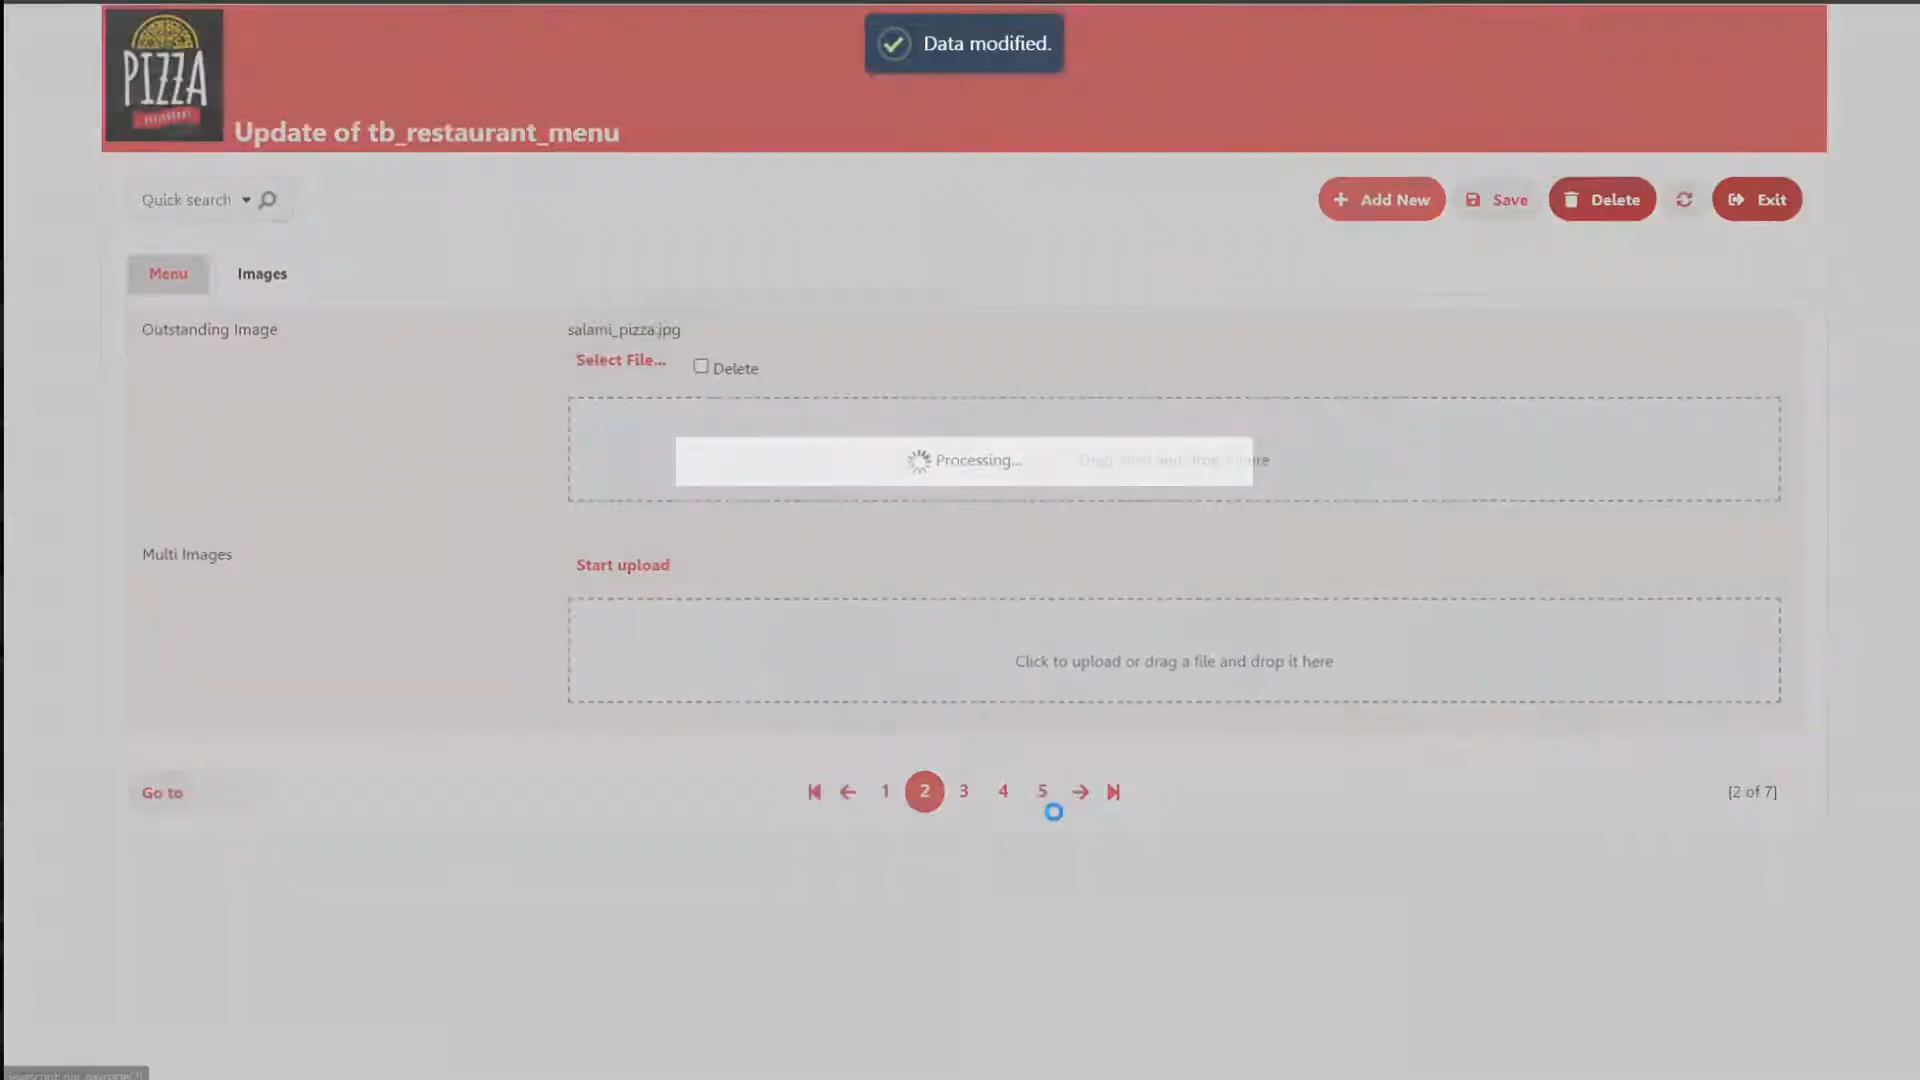 Data modified.
PIZZA
RESTAURANT
Update of tb_restaurant_menu
Quick search
Add New
Save
Delete
Exit
Menu
Images
Outstanding Image
salami_pizza.jpg
Select File...
Delete
Processing...
Multi Images
Start upload
Click to upload or drag a file and drop it here
Go to
1 2 3 4 5
[2 of 7]